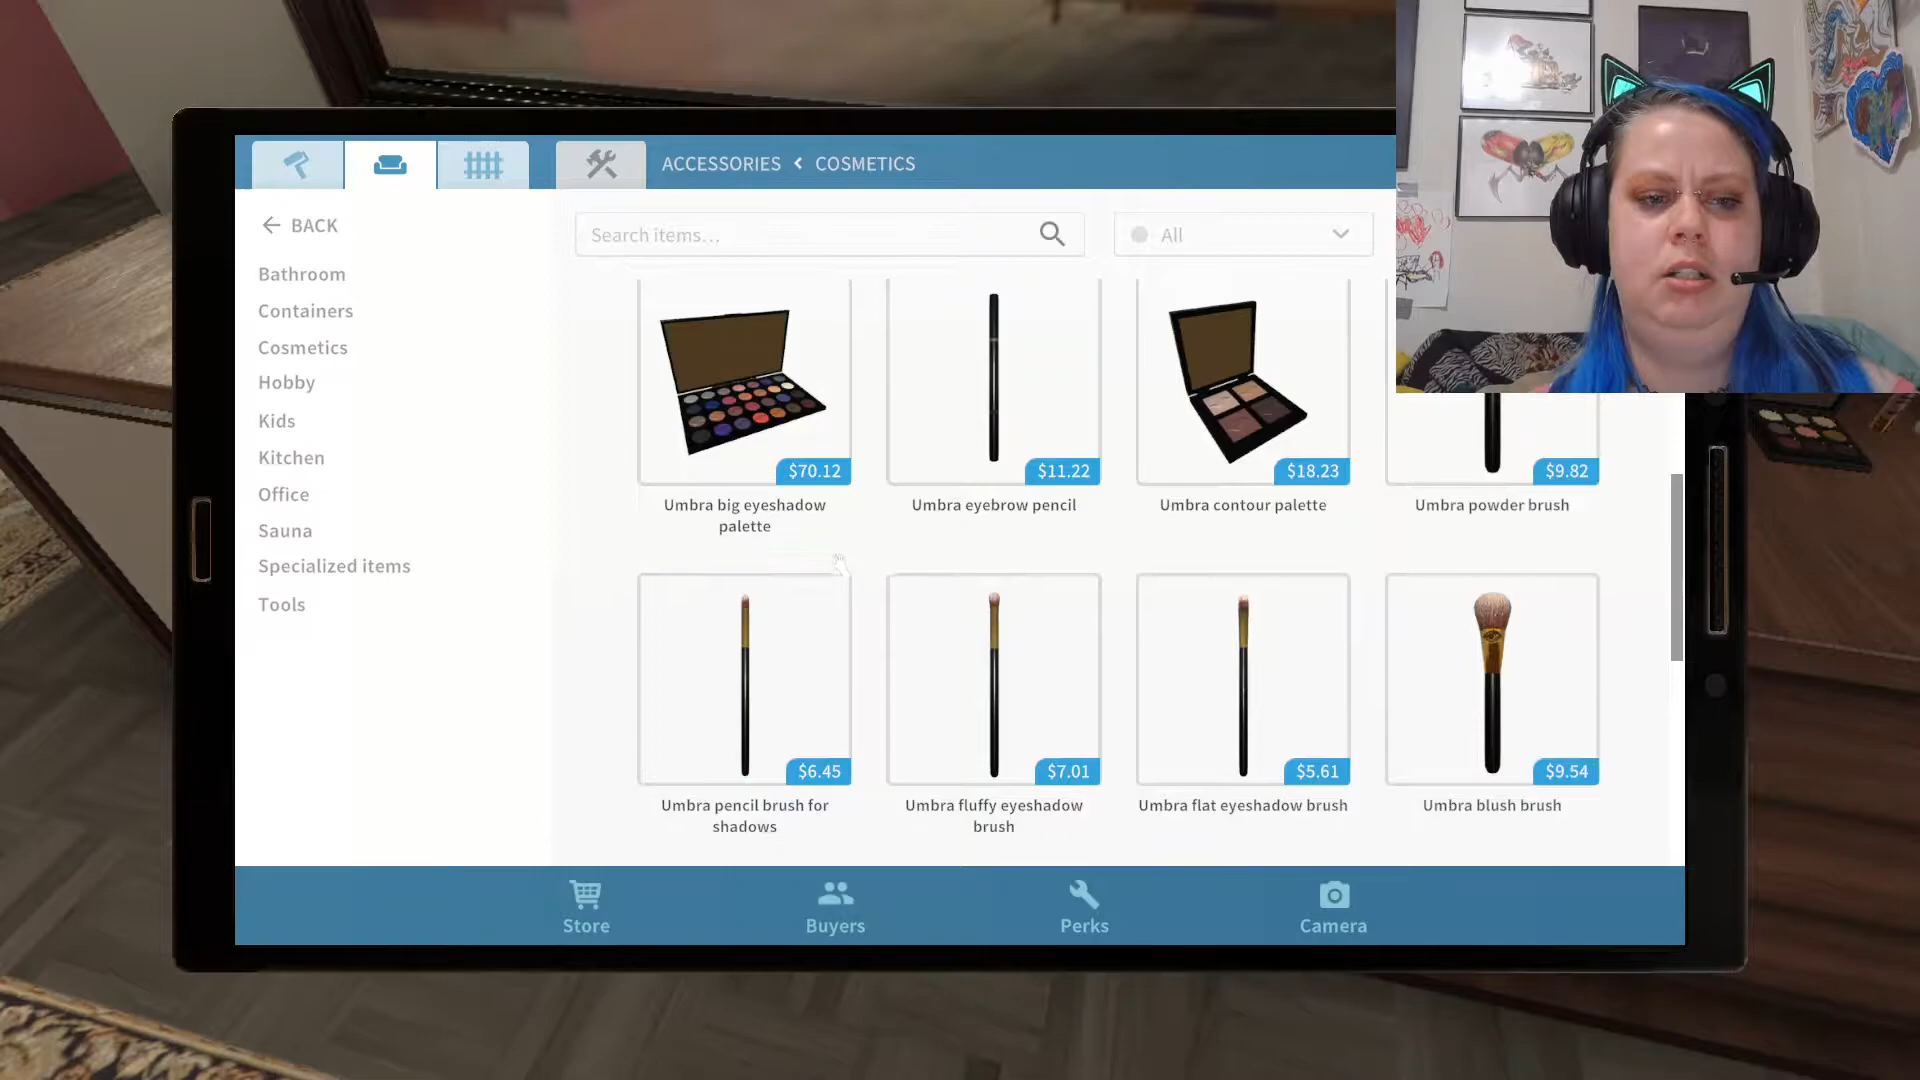 ACCESSORIES < COSMETICS
BACK
Bathroom
Containers
Cosmetics
Hobby
Kids
Kitchen
Office
Sauna
Specialized items
Tools
Search items...
All
$70.12
$11.22
$18.23
$9.82
Umbra big eyeshadow
palette
Umbra eyebrow pencil
Umbra contour palette
Umbra powder brush
$6.45
$7.01
$5.61
$9.54
Umbra pencil brush for
shadows
Umbra fluffy eyeshadow
brush
Umbra flat eyeshadow brush
Umbra blush brush
Store
Buyers
Perks
Camera